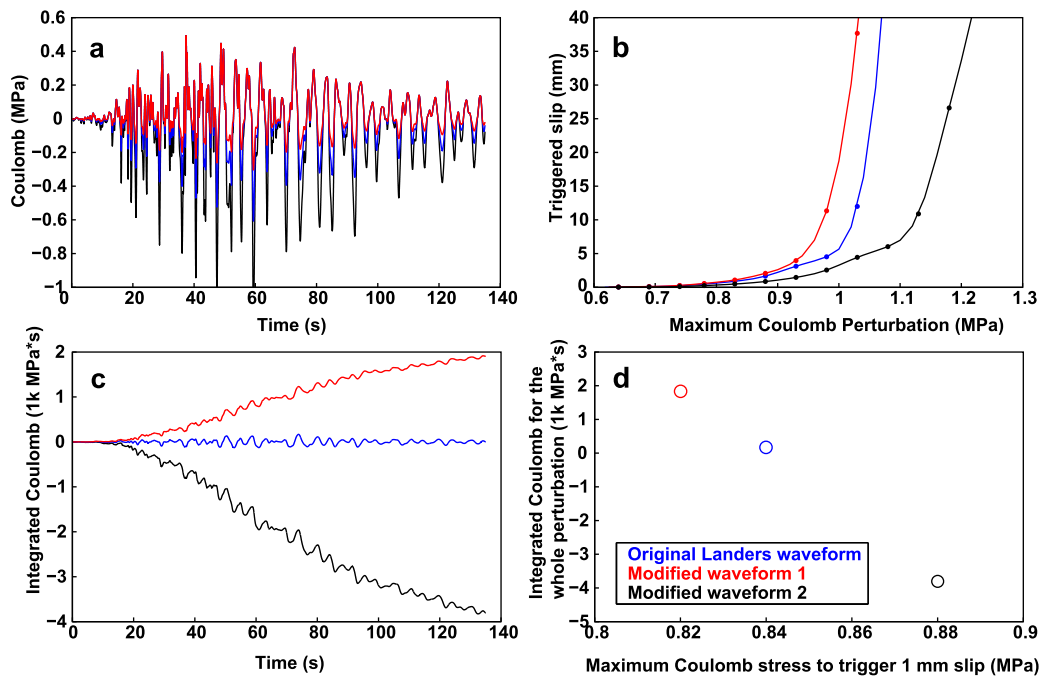 a
Coulomb (MPa)
0.6
0.4
0.2
0
−0.2
−0.4
−0.6
−0.8
−1
0 20 40 60 80 100 120 140
Time (s)
b
Triggered slip (mm)
40
35
30
25
20
15
10
5
0
0.6 0.7 0.8 0.9 1 1.1 1.2 1.3
Maximum Coulomb Perturbation (MPa)
c
Integrated Coulomb (1k MPa*s)
2
1
0
−1
−2
−3
−4
0 20 40 60 80 100 120 140
Time (s)
d
Integrated Coulomb for the
whole perturbation (1k MPa*s)
3
2
1
0
−1
−2
−3
−4
−5
Original Landers waveform
Modified waveform 1
Modified waveform 2
0.8 0.82 0.84 0.86 0.88 0.9
Maximum Coulomb stress to trigger 1 mm slip (MPa)